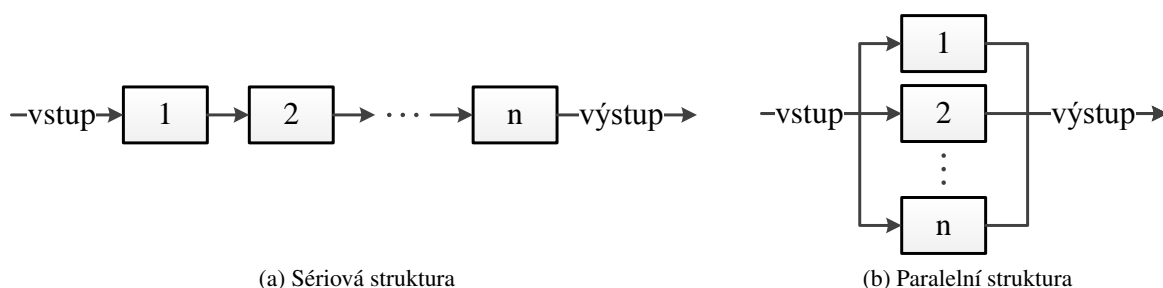 vstup 1 2 ··· n výstup
(a) Sériová struktura
1
vstup 2 výstup
⋮
n
(b) Paralelní struktura